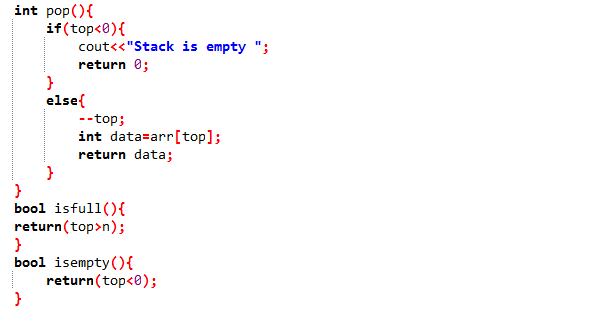 int pop(){
if(top<0){
cout<<"Stack is empty ";
return 0;
}
else{
--top;
int data=arr[top];
return data;
}
}
bool isfull(){
return(top>n);
}
bool isempty(){
return(top<0);
}